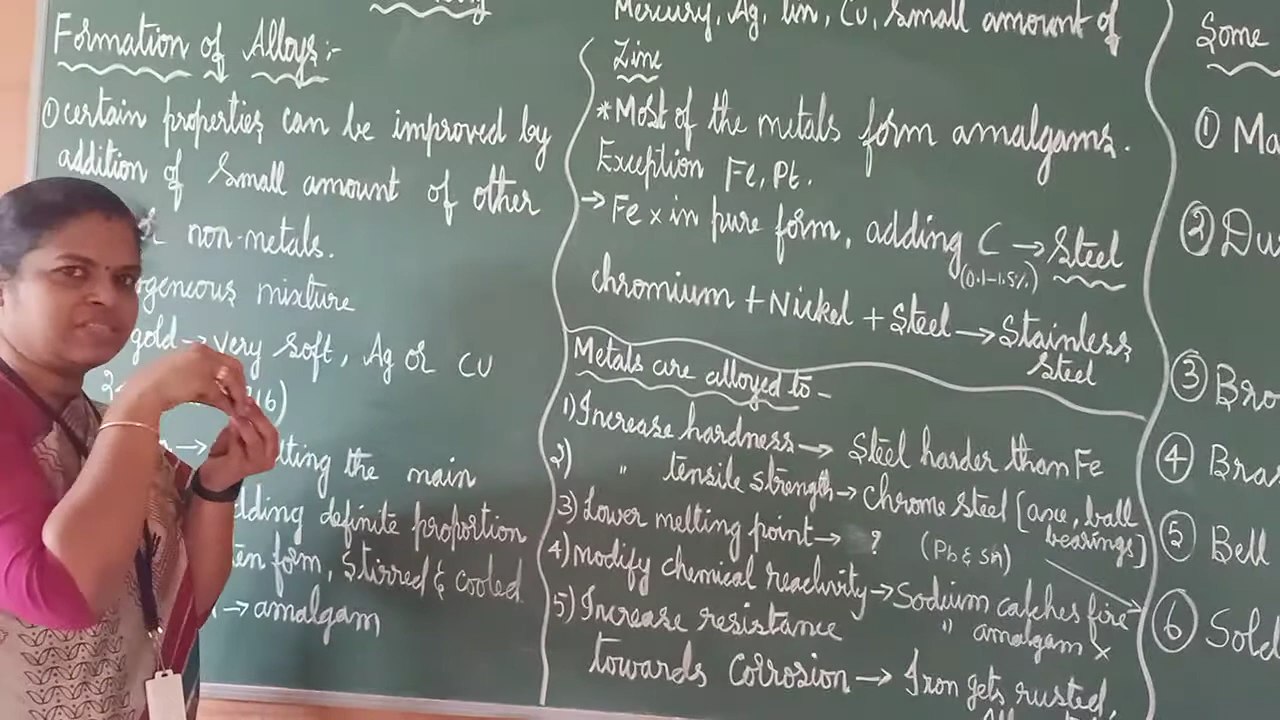 Formation of Alloys:-
① certain properties can be improved by
addition of small amount of other
non-metals.
ogeneous mixture
gold → very soft, Ag or Cu
lting the main
dding definite proportion
ten form, stirred & cooled
→ amalgam
Mercury, Ag, tin, Cu, small amount of
Zinc
*Most of the metals form amalgams.
Exception Fe, Pt.
→ Fe x in pure form, adding C → Steel
(0.1-1.5%)
chromium + Nickel + Steel → Stainless
Steel
Metals are alloyed to -
1) Increase hardness → Steel harder than Fe
2) " tensile strength → chrome steel [axe, ball
bearings]
3) Lower melting point → ? (Pb & Sn)
4) modify chemical reactivity → Sodium catches fire
" amalgam x
5) Increase resistance
towards corrosion → Iron gets rusted,
Some
① Ma
② Du
③ Bro
④ Bra
⑤ Bell
⑥ Sold